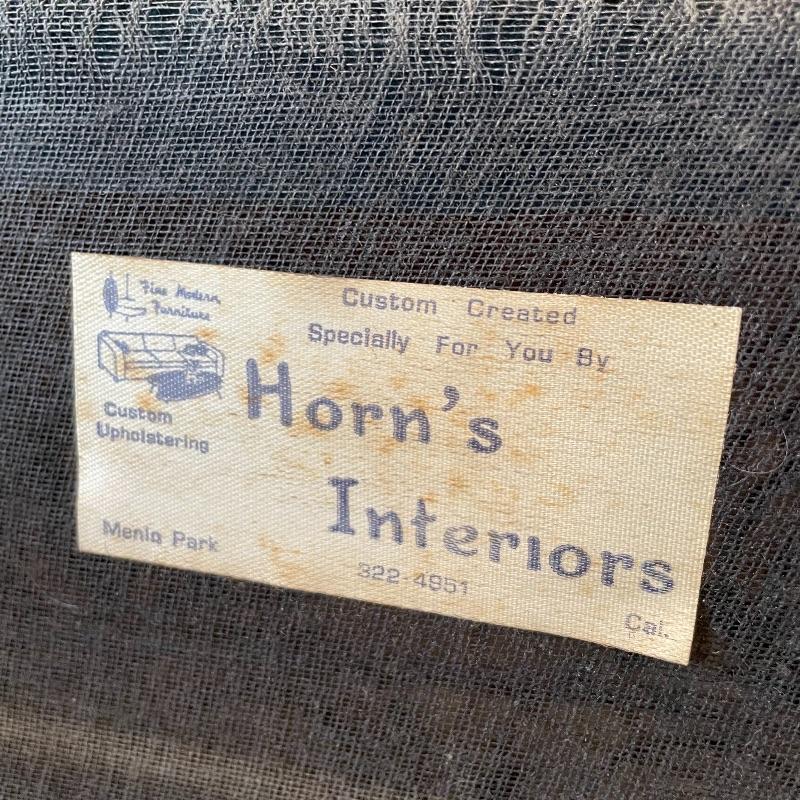 Fine Modern
Furniture
Custom
Upholstering
Custom Created
Specially For You By
Horn's
Interiors
Menlo Park
322-4951
Cal.